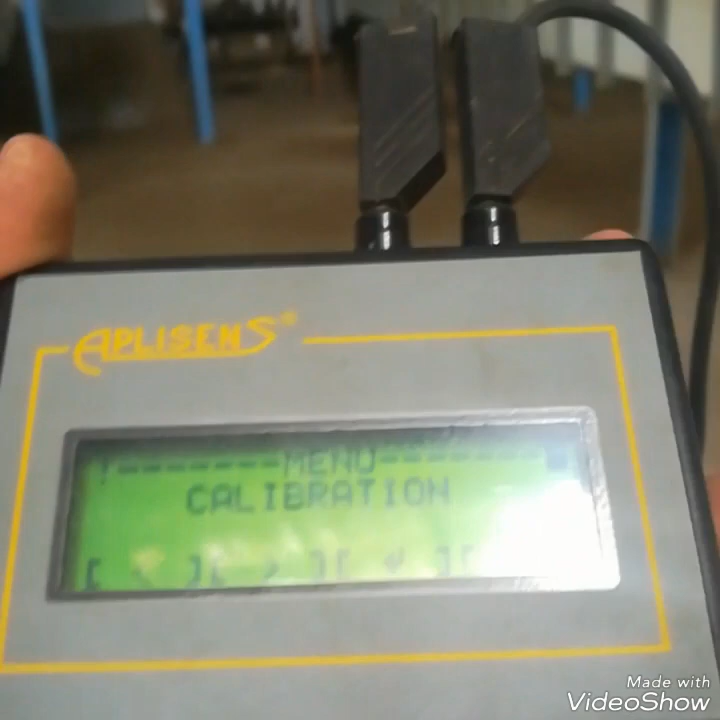 APLISENS®
!-------MENU-------
CALIBRATION
[ < ][ > ][ ↲ ][
Made with
VideoShow